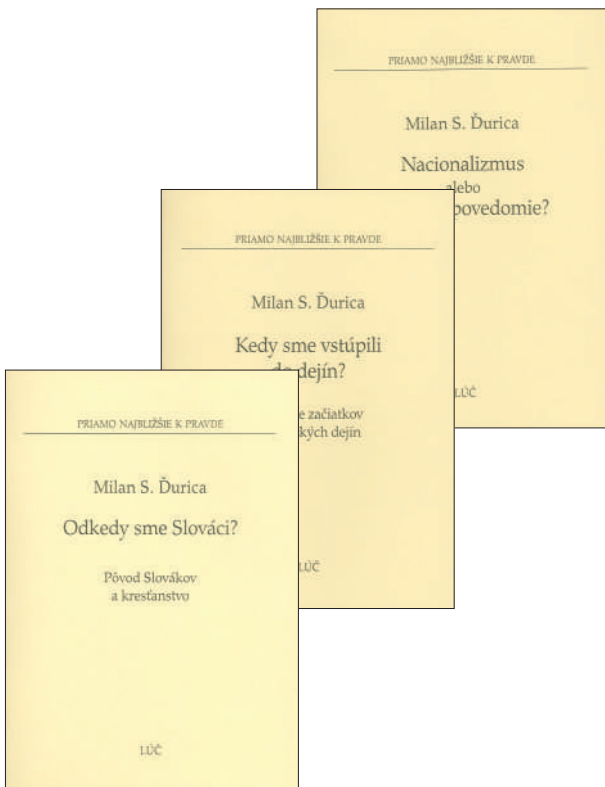 PRIAMO NAJBLIŽŠIE K PRAVDE
Milan S. Ďurica
Nacionalizmus
alebo
povedomie?
LÚČ
PRIAMO NAJBLIŽŠIE K PRAVDE
Milan S. Ďurica
Kedy sme vstúpili
do dejín?
začiatkov
dejín
LÚČ
PRIAMO NAJBLIŽŠIE K PRAVDE
Milan S. Ďurica
Odkedy sme Slováci?
Pôvod Slovákov
a kresťanstvo
LÚČ